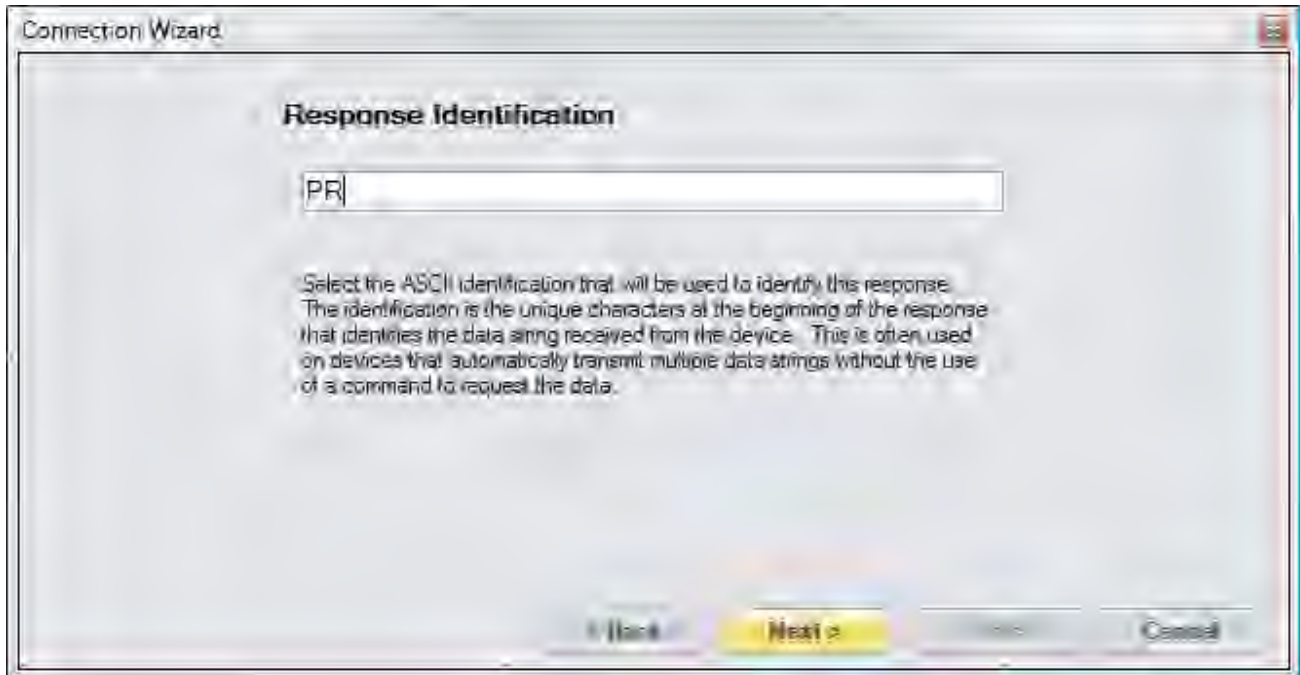 Connection Wizard
Response Identification
PR
Select the ASCII identification that will be used to identify this response.
The identification is the unique characters at the beginning of the response
that identifies the data string received from the device. This is often used
on devices that automatically transmit multiple data strings without the use
of a command to request the data.
< Back Next > Cancel